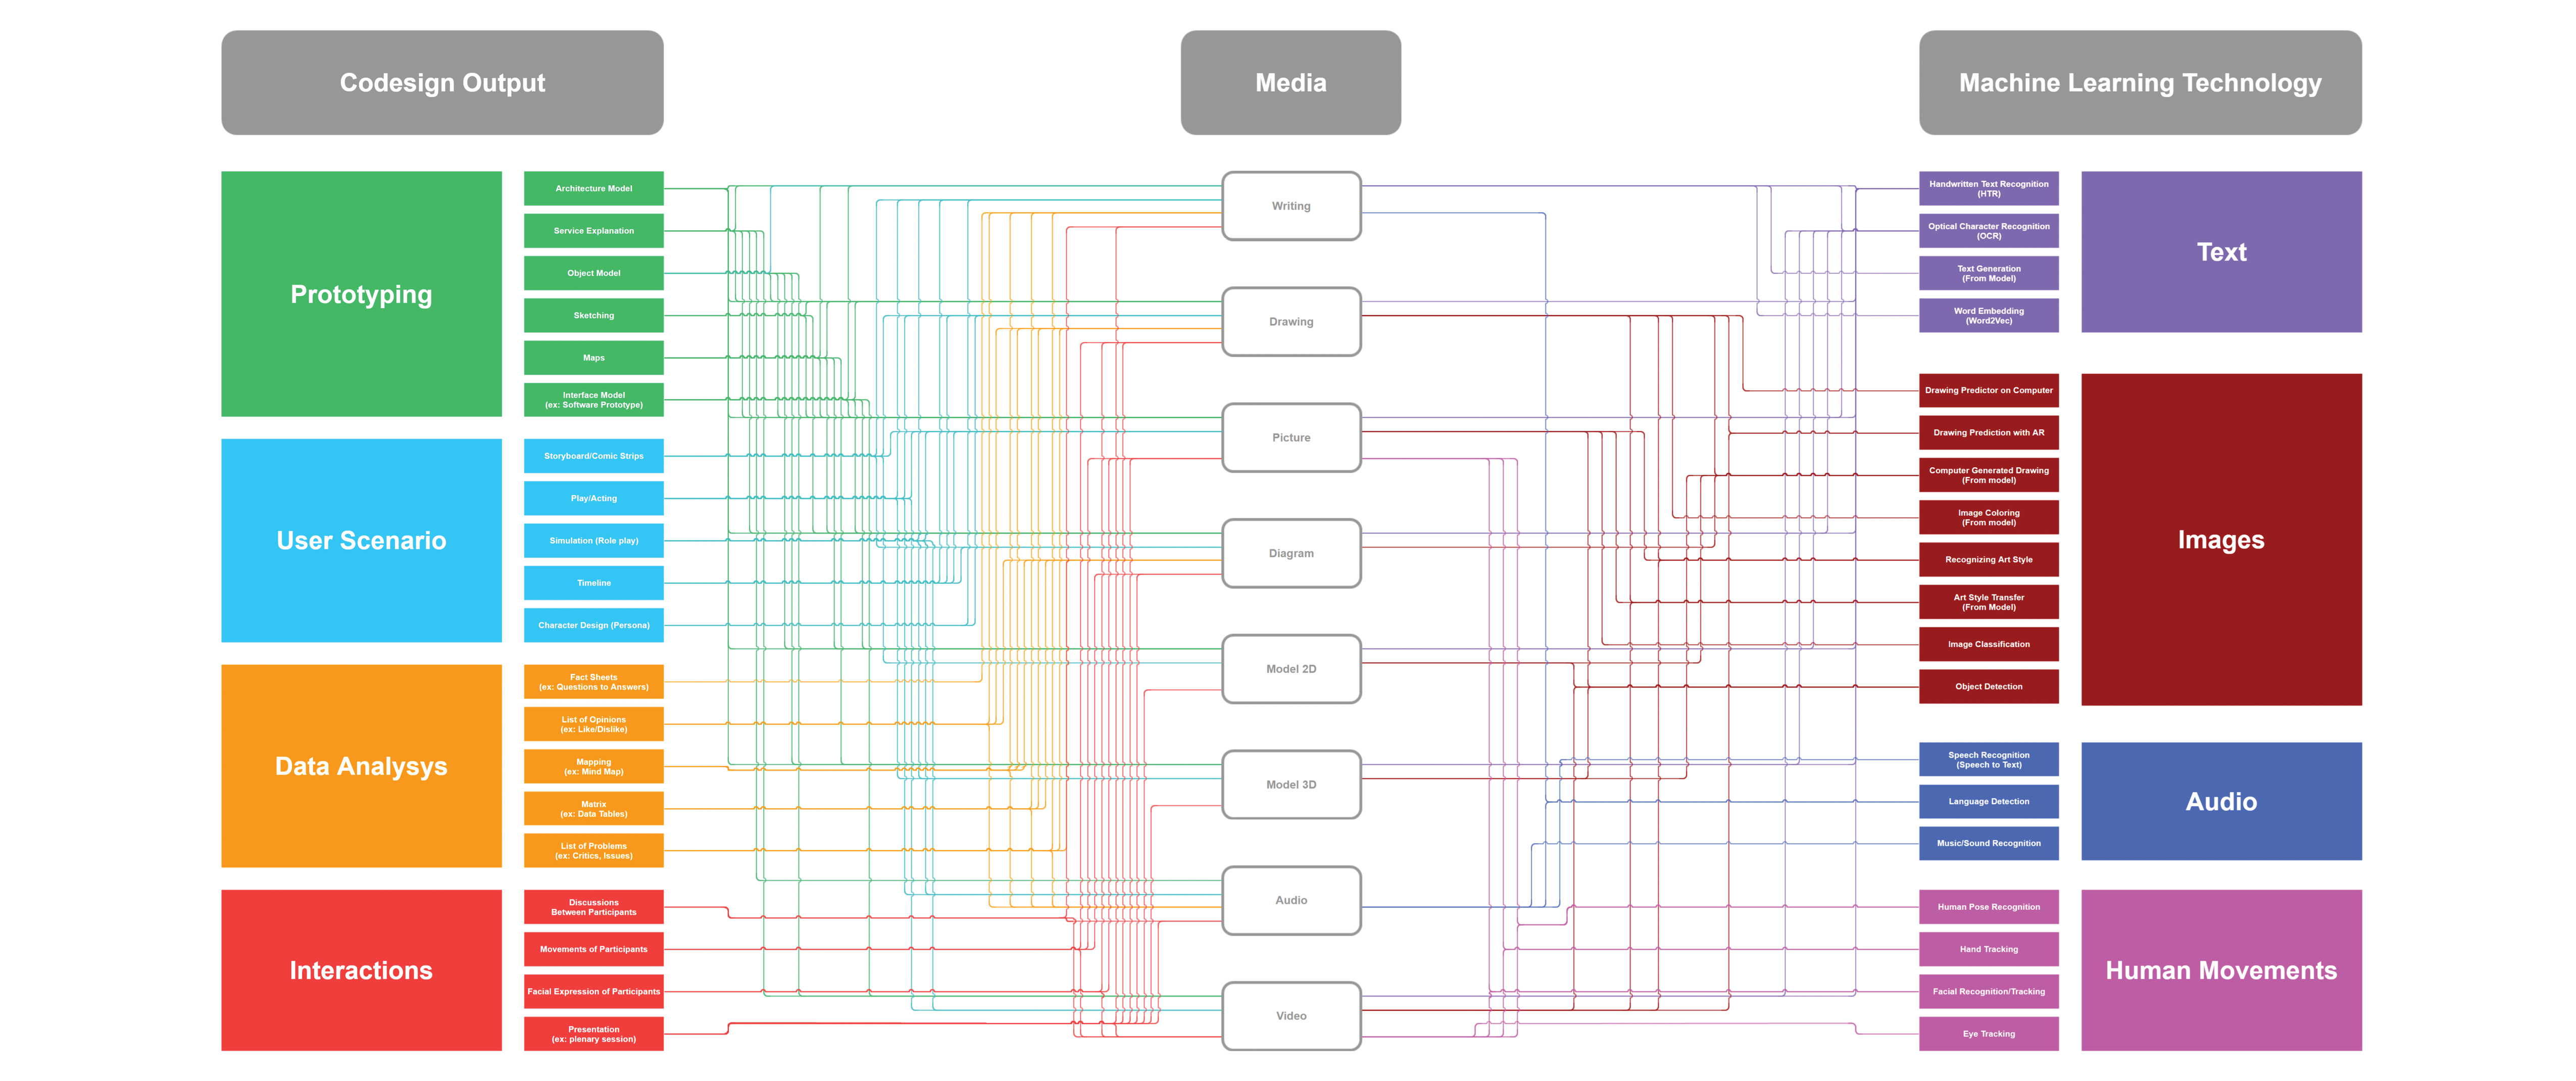 Codesign Output
Media
Machine Learning Technology
Prototyping
Architecture Model
Service Explanation
Object Model
Sketching
Maps
Interface Model
(ex: Software Prototype)
User Scenario
Storyboard/Comic Strips
Play/Acting
Simulation (Role play)
Timeline
Character Design (Persona)
Data Analysys
Fact Sheets
(ex: Questions to Answers)
List of Opinions
(ex: Like/Dislike)
Mapping
(ex: Mind Map)
Matrix
(ex: Data Tables)
List of Problems
(ex: Critics, Issues)
Interactions
Discussions
Between Participants
Movements of Participants
Facial Expression of Participants
Presentation
(ex: plenary session)
Writing
Drawing
Picture
Diagram
Model 2D
Model 3D
Audio
Video
Handwritten Text Recognition
(HTR)
Optical Character Recognition
(OCR)
Text Generation
(From Model)
Word Embedding
(Word2Vec)
Text
Drawing Predictor on Computer
Drawing Prediction with AR
Computer Generated Drawing
(From model)
Image Coloring
(From model)
Recognizing Art Style
Art Style Transfer
(From Model)
Image Classification
Object Detection
Images
Speech Recognition
(Speech to Text)
Language Detection
Music/Sound Recognition
Audio
Human Pose Recognition
Hand Tracking
Facial Recognition/Tracking
Eye Tracking
Human Movements